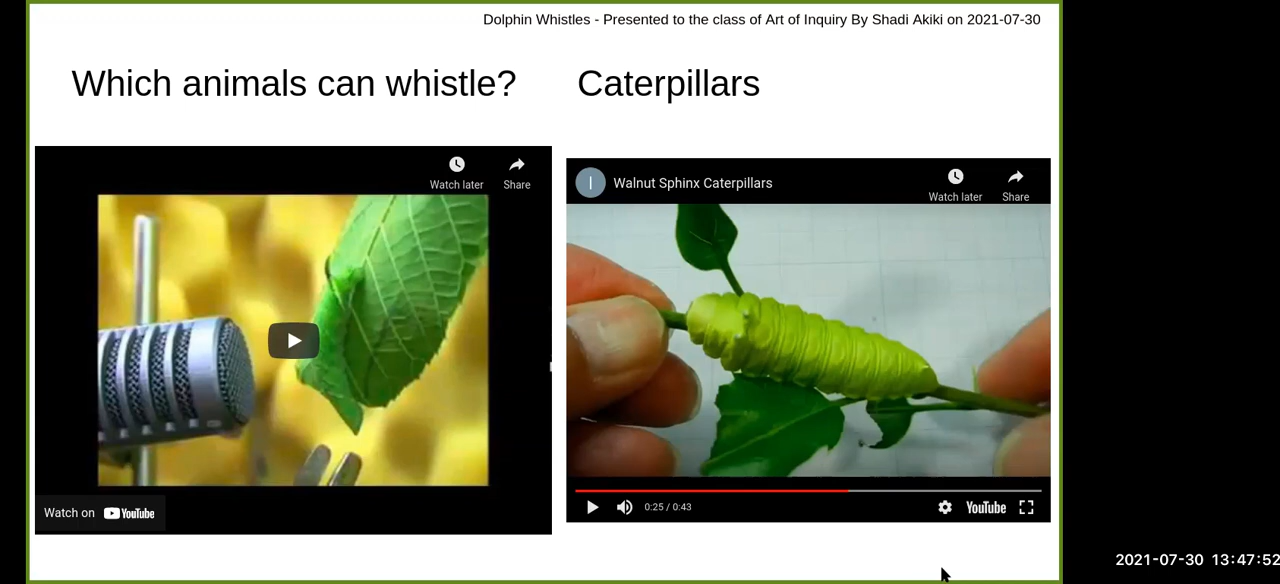 Dolphin Whistles - Presented to the class of Art of Inquiry By Shadi Akiki on 2021-07-30
Which animals can whistle?
Caterpillars
Watch later
Share
Watch on YouTube
I
Walnut Sphinx Caterpillars
Watch later
Share
0:25 / 0:43
YouTube
2021-07-30 13:47:52